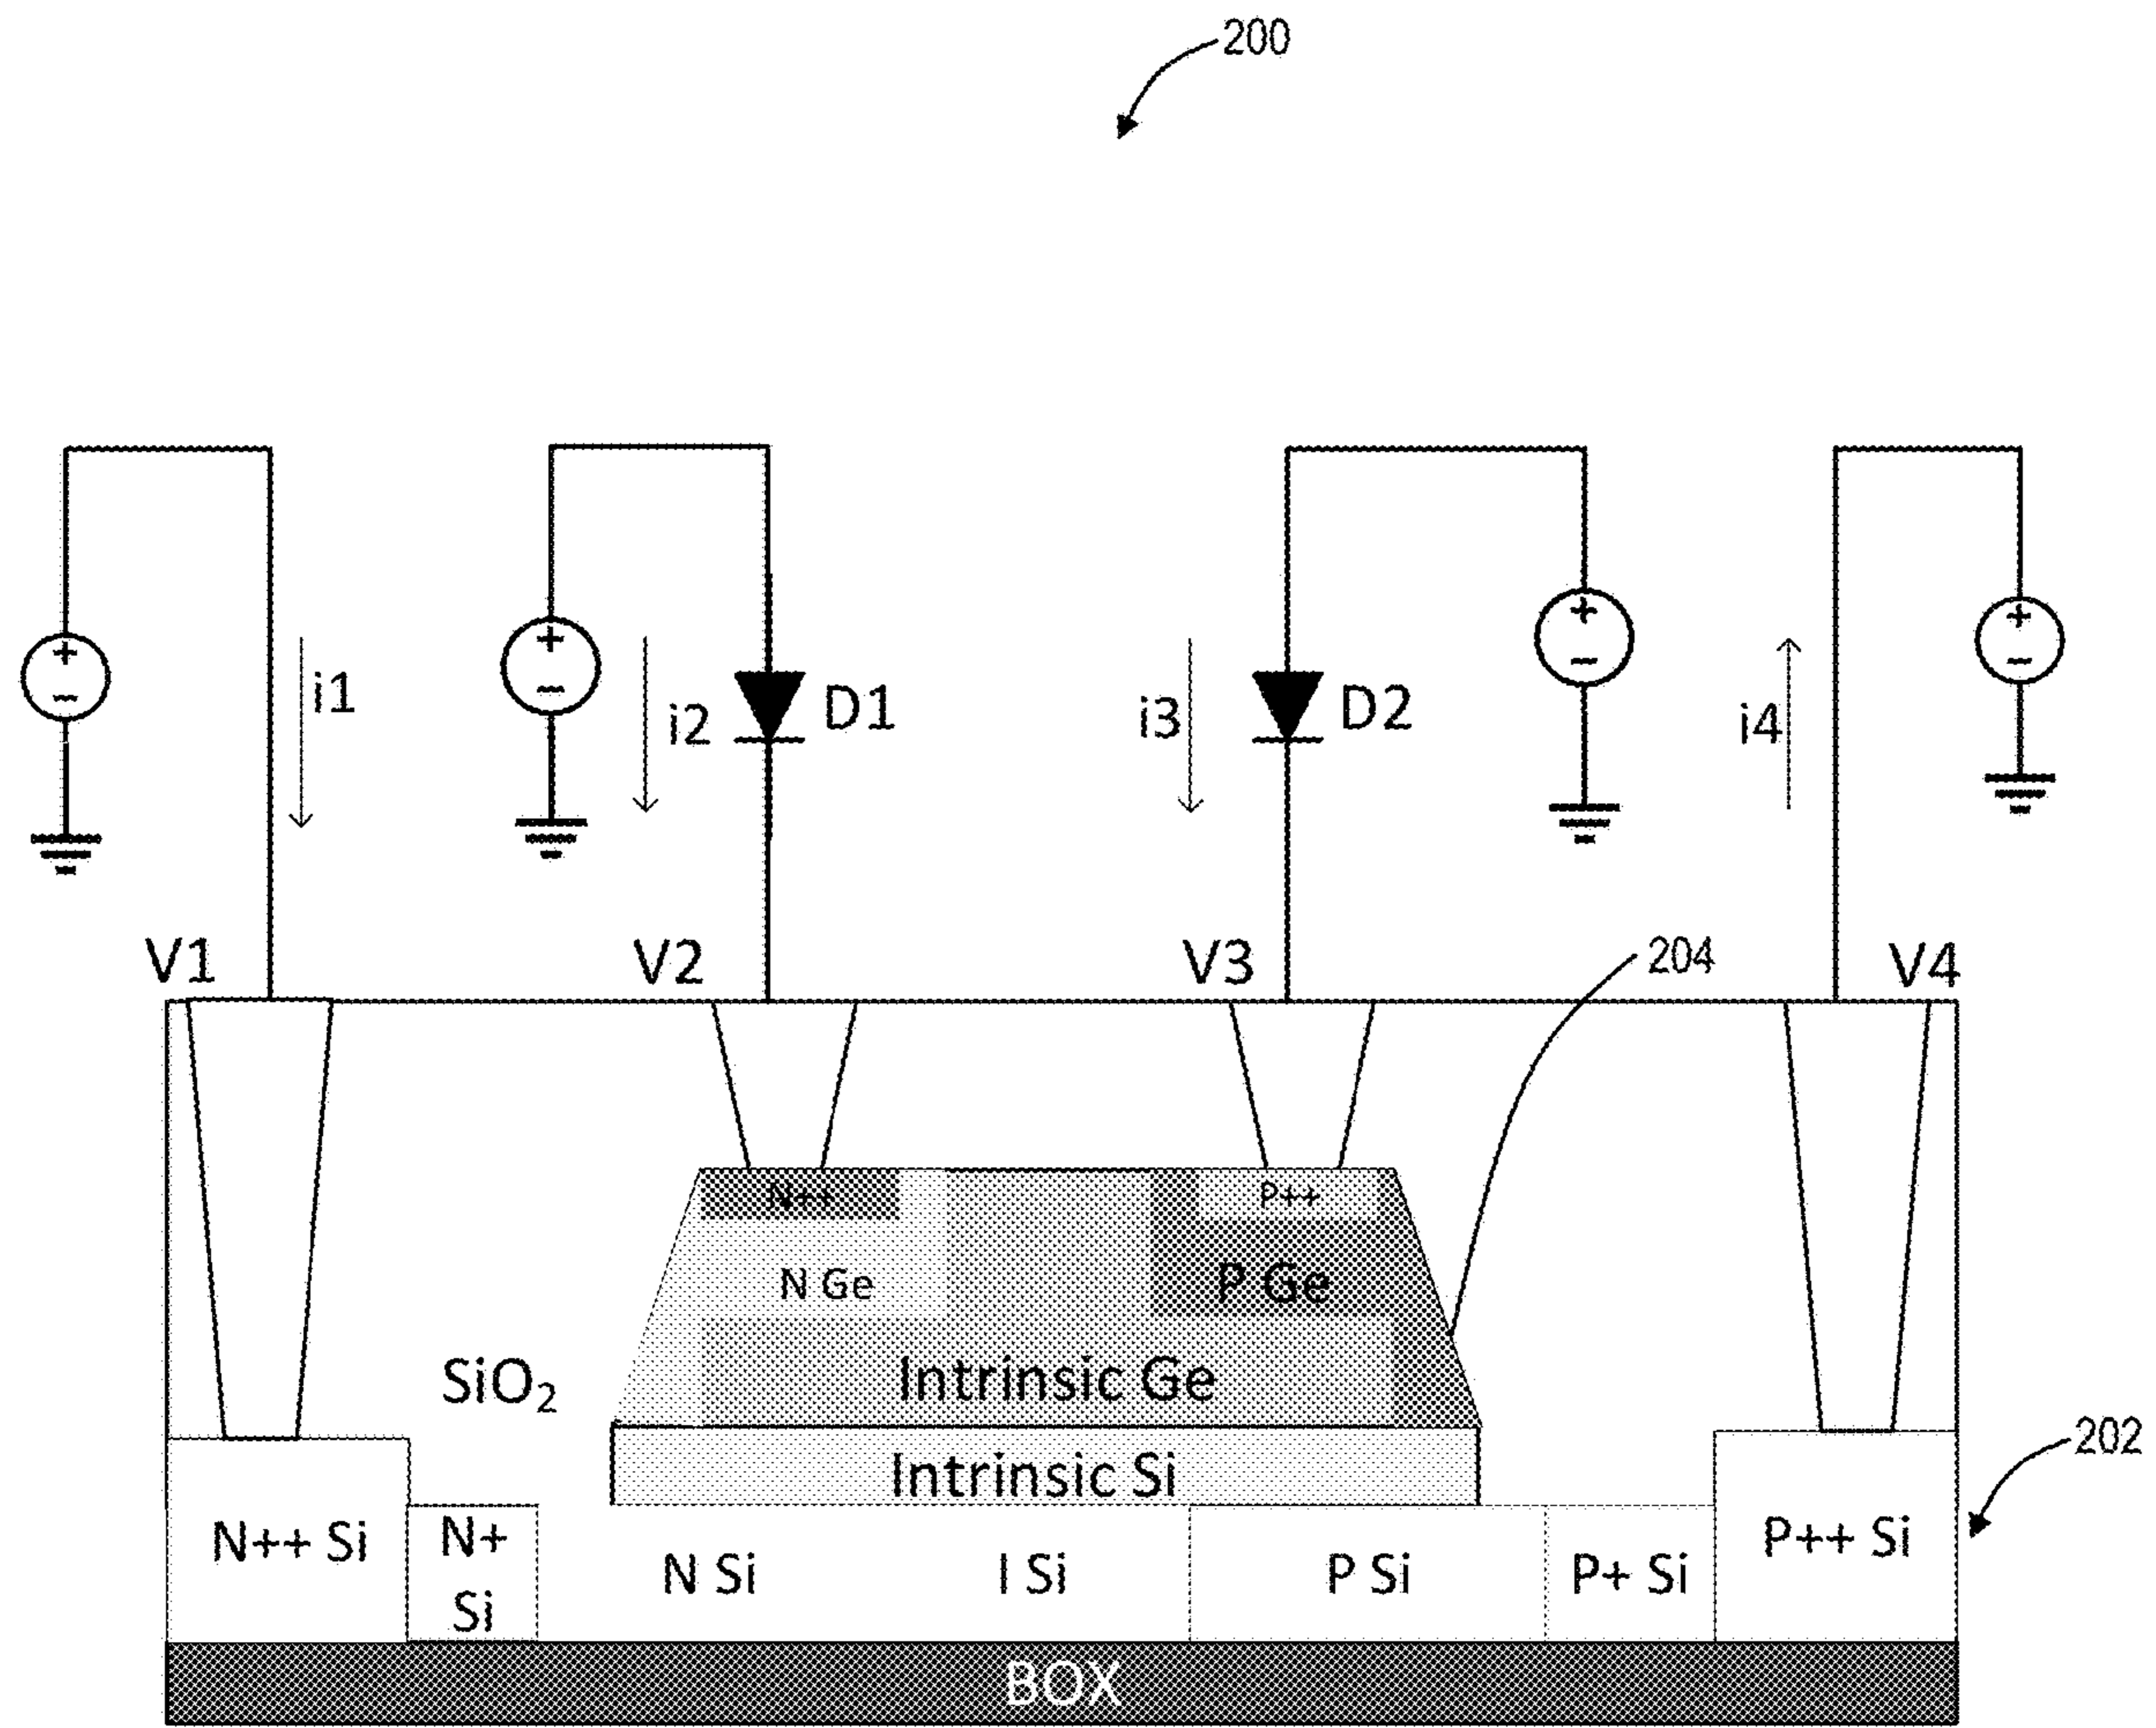 200
+
−
i1
+
−
i2
D1
i3
D2
+
−
i4
+
−
V1
V2
V3
204
V4
N++
P++
N Ge
P Ge
SiO₂
Intrinsic Ge
202
Intrinsic Si
N++ Si
N+
Si
N Si
I Si
P Si
P+ Si
P++ Si
BOX